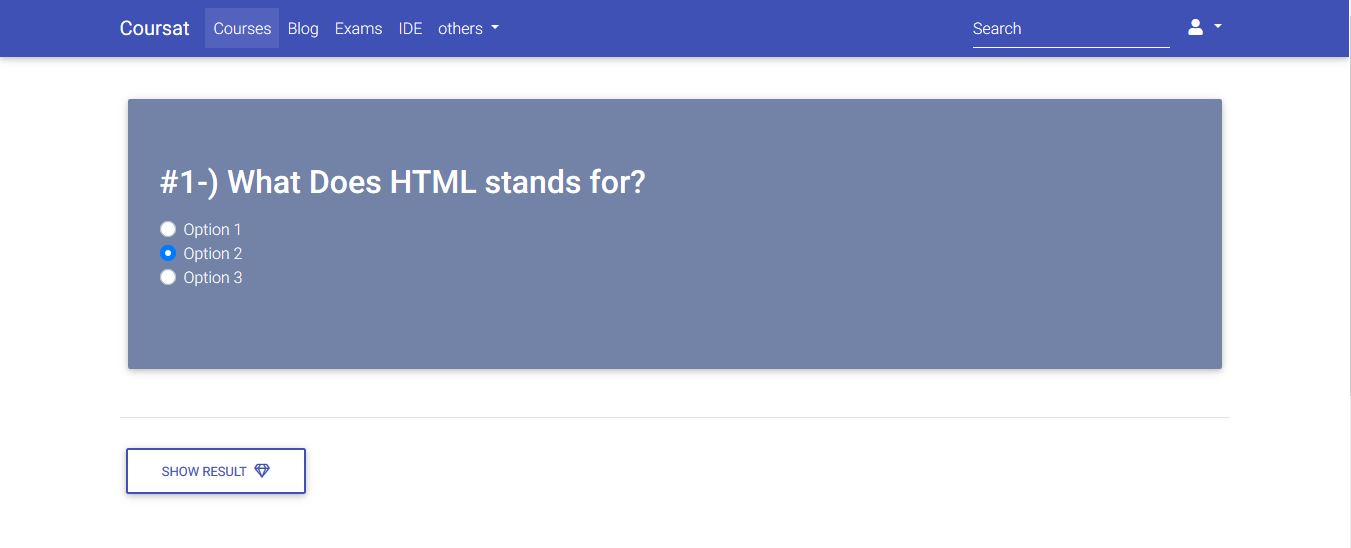 Coursat Courses Blog Exams IDE others Search
#1-) What Does HTML stands for?
Option 1
Option 2
Option 3
SHOW RESULT